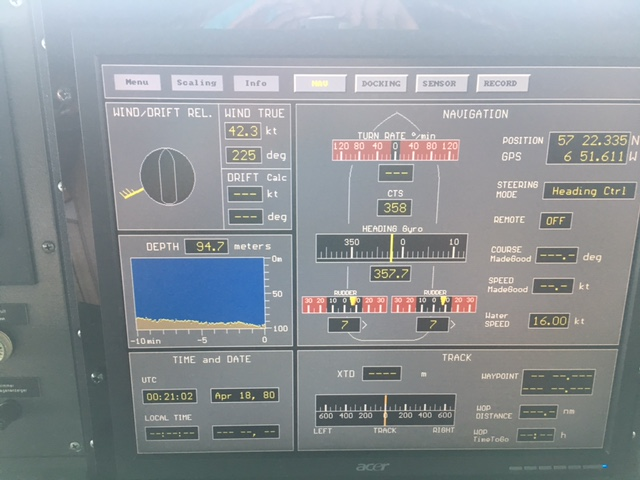 Menu Scaling Info NAV DOCKING SENSOR RECORD
WIND/DRIFT REL.
WIND TRUE
42.3 kt
225 deg
DRIFT Calc
--- kt
--- deg
DEPTH 94.7 meters
0m
50
100
-10min -5 0
TIME and DATE
UTC
00:21:02 Apr 18, 80
LOCAL TIME
--:--:-- --- --, --
NAVIGATION
TURN RATE °/min
120 80 40 0 40 80 120
---
CTS
358
HEADING Gyro
350 0 10
357.7
RUDDER RUDDER
30 20 10 0 10 20 30 30 20 10 0 10 20 30
7 7
POSITION 57 22.335 N
GPS 6 51.611 W
STEERING
MODE Heading Ctrl
REMOTE OFF
COURSE
MadeGood ---.- deg
SPEED
MadeGood --.- kt
Water
SPEED 16.00 kt
TRACK
XTD ---- m
600 400 200 0 200 400 600
LEFT TRACK RIGHT
WAYPOINT -- --.---
-- --.---
WOP
DISTANCE ---.-- nm
WOP
TimeToGo --:-- h
acer